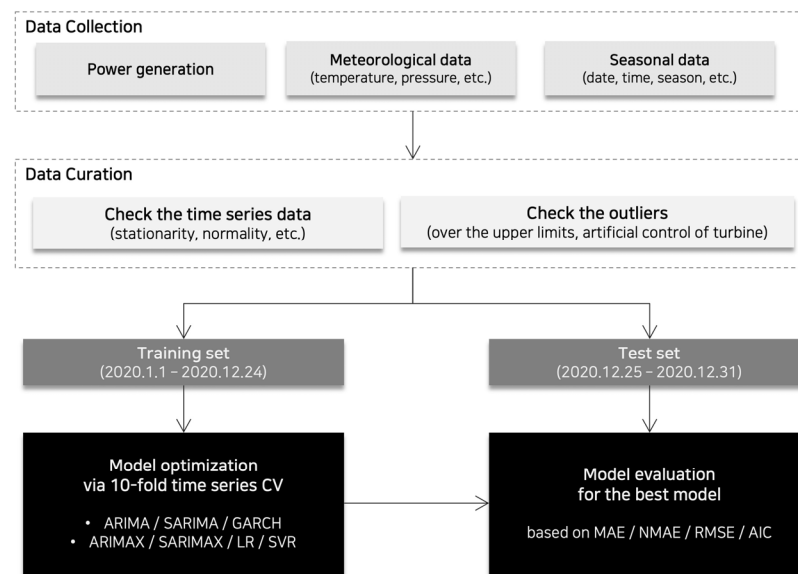 Data Collection
Power generation
Meteorological data
(temperature, pressure, etc.)
Seasonal data
(date, time, season, etc.)
Data Curation
Check the time series data
(stationarity, normality, etc.)
Check the outliers
(over the upper limits, artificial control of turbine)
Training set
(2020.1.1 – 2020.12.24)
Test set
(2020.12.25 – 2020.12.31)
Model optimization
via 10-fold time series CV
• ARIMA / SARIMA / GARCH
• ARIMAX / SARIMAX / LR / SVR
Model evaluation
for the best model
based on MAE / NMAE / RMSE / AIC